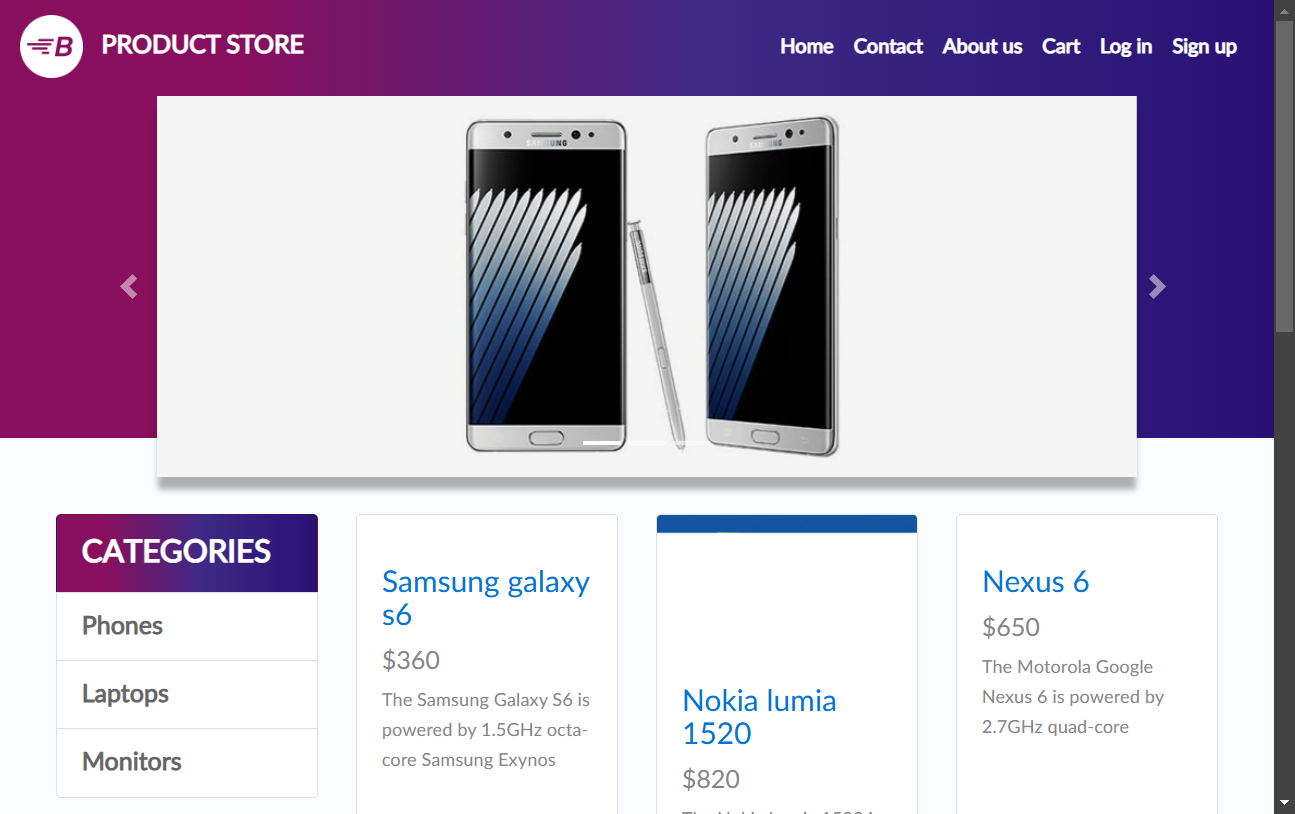 B PRODUCT STORE
Home Contact About us Cart Log in Sign up
SAMSUNG SAMSUNG
CATEGORIES
Phones
Laptops
Monitors
Samsung galaxy
s6
$360
The Samsung Galaxy S6 is
powered by 1.5GHz octa-
core Samsung Exynos
Nokia lumia
1520
$820
Nexus 6
$650
The Motorola Google
Nexus 6 is powered by
2.7GHz quad-core